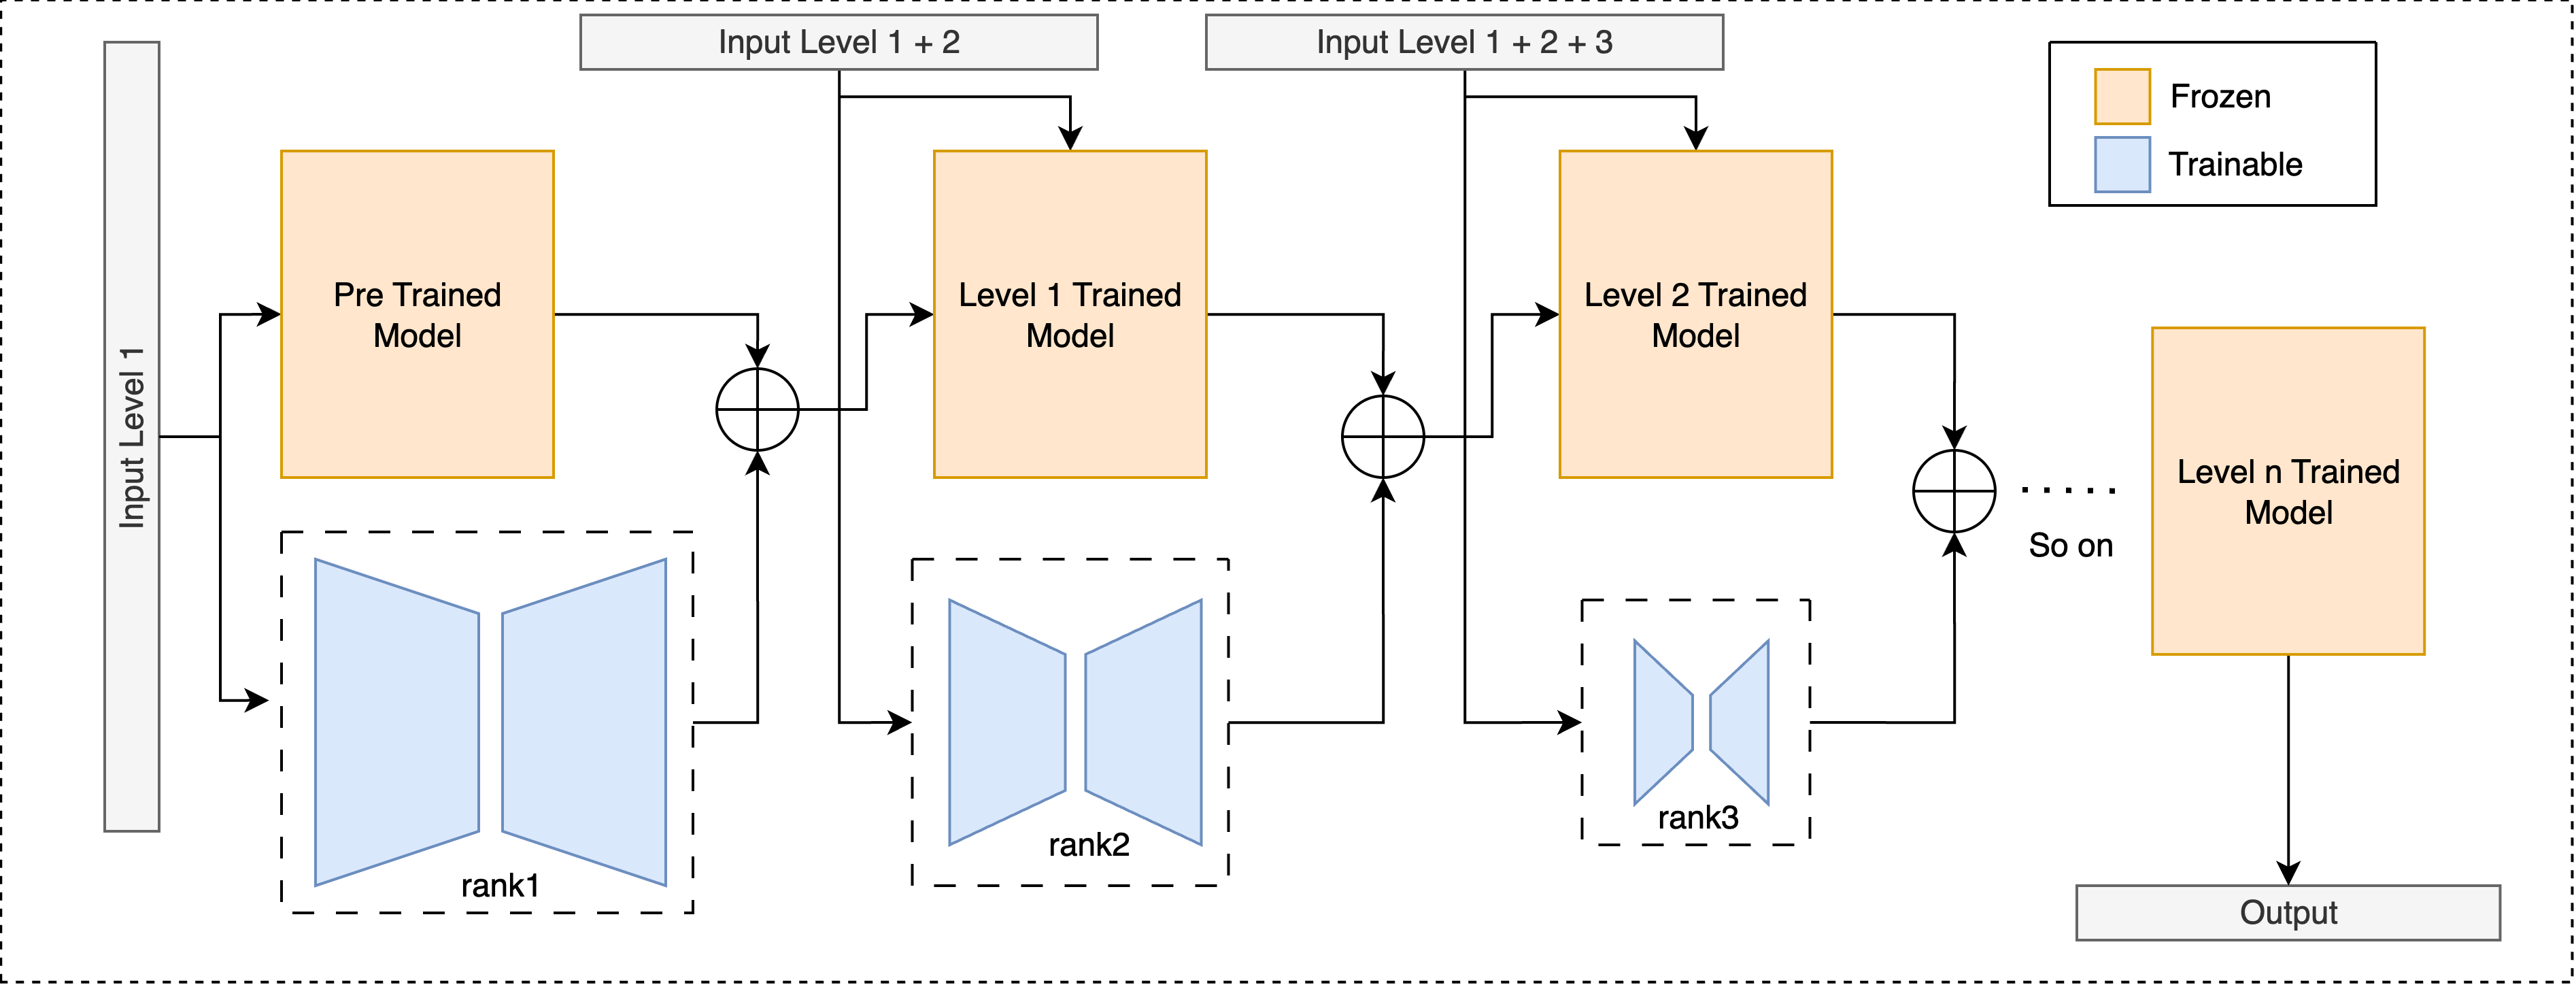 Input Level 1
Input Level 1 + 2
Input Level 1 + 2 + 3
Frozen
Trainable
Pre Trained
Model
Level 1 Trained
Model
Level 2 Trained
Model
Level n Trained
Model
.....
So on
rank1
rank2
rank3
Output